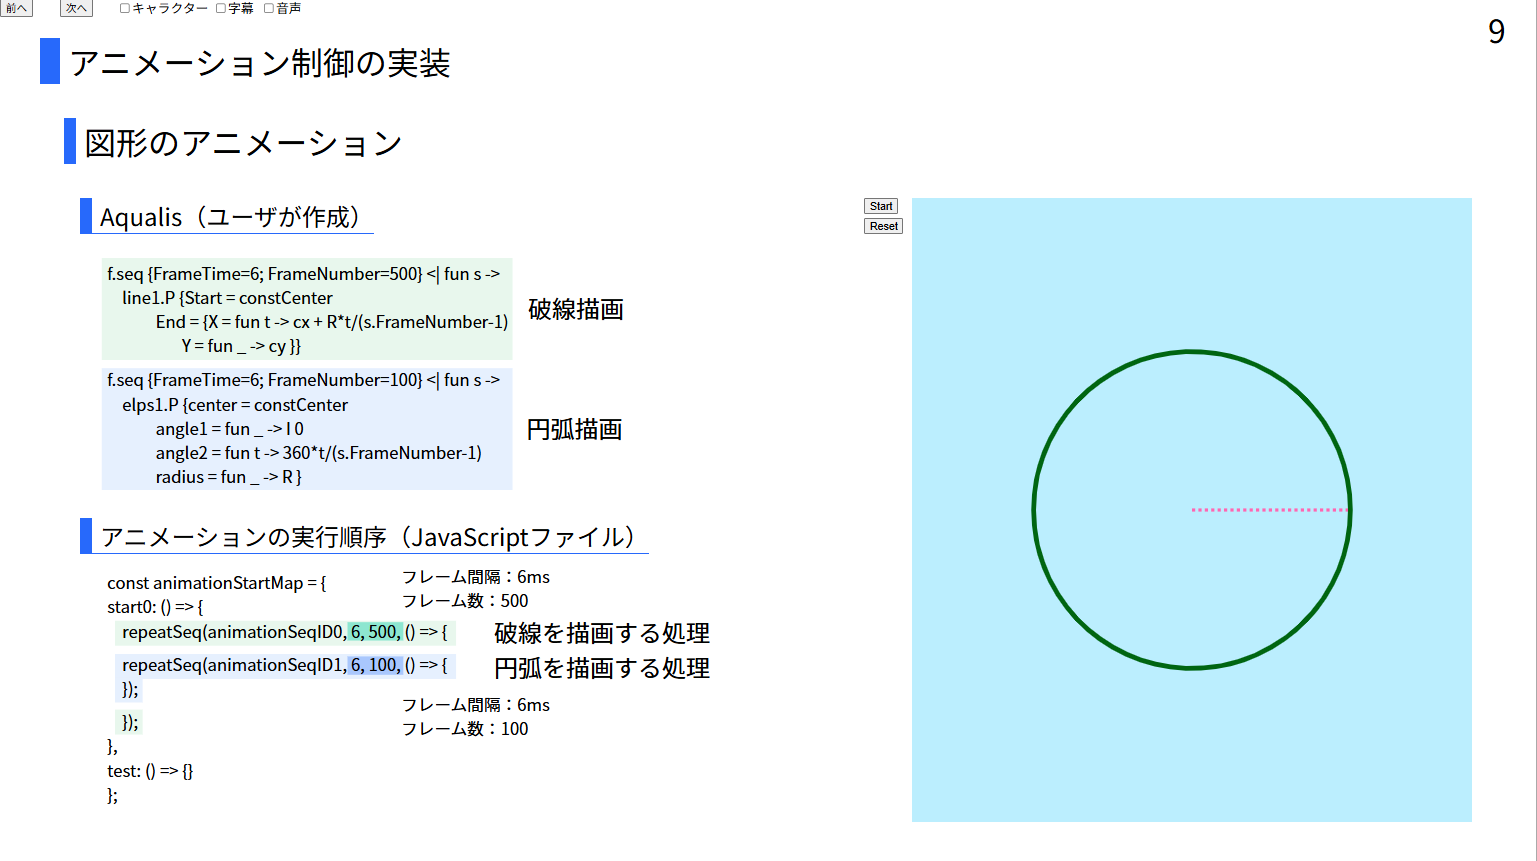 前へ 次へ キャラクター 字幕 音声
9
アニメーション制御の実装
図形のアニメーション
Aqualis（ユーザが作成）
f.seq {FrameTime=6; FrameNumber=500} <| fun s ->
line1.P {Start = constCenter
End = {X = fun t -> cx + R*t/(s.FrameNumber-1)
Y = fun _ -> cy }}
破線描画
f.seq {FrameTime=6; FrameNumber=100} <| fun s ->
elps1.P {center = constCenter
angle1 = fun _ -> I 0
angle2 = fun t -> 360*t/(s.FrameNumber-1)
radius = fun _ -> R }
円弧描画
アニメーションの実行順序（JavaScriptファイル）
const animationStartMap = {
start0: () => {
フレーム間隔：6ms
フレーム数：500
repeatSeq(animationSeqID0, 6, 500, () => {
破線を描画する処理
repeatSeq(animationSeqID1, 6, 100, () => {
円弧を描画する処理
});
フレーム間隔：6ms
フレーム数：100
});
},
test: () => {}
};
Start
Reset